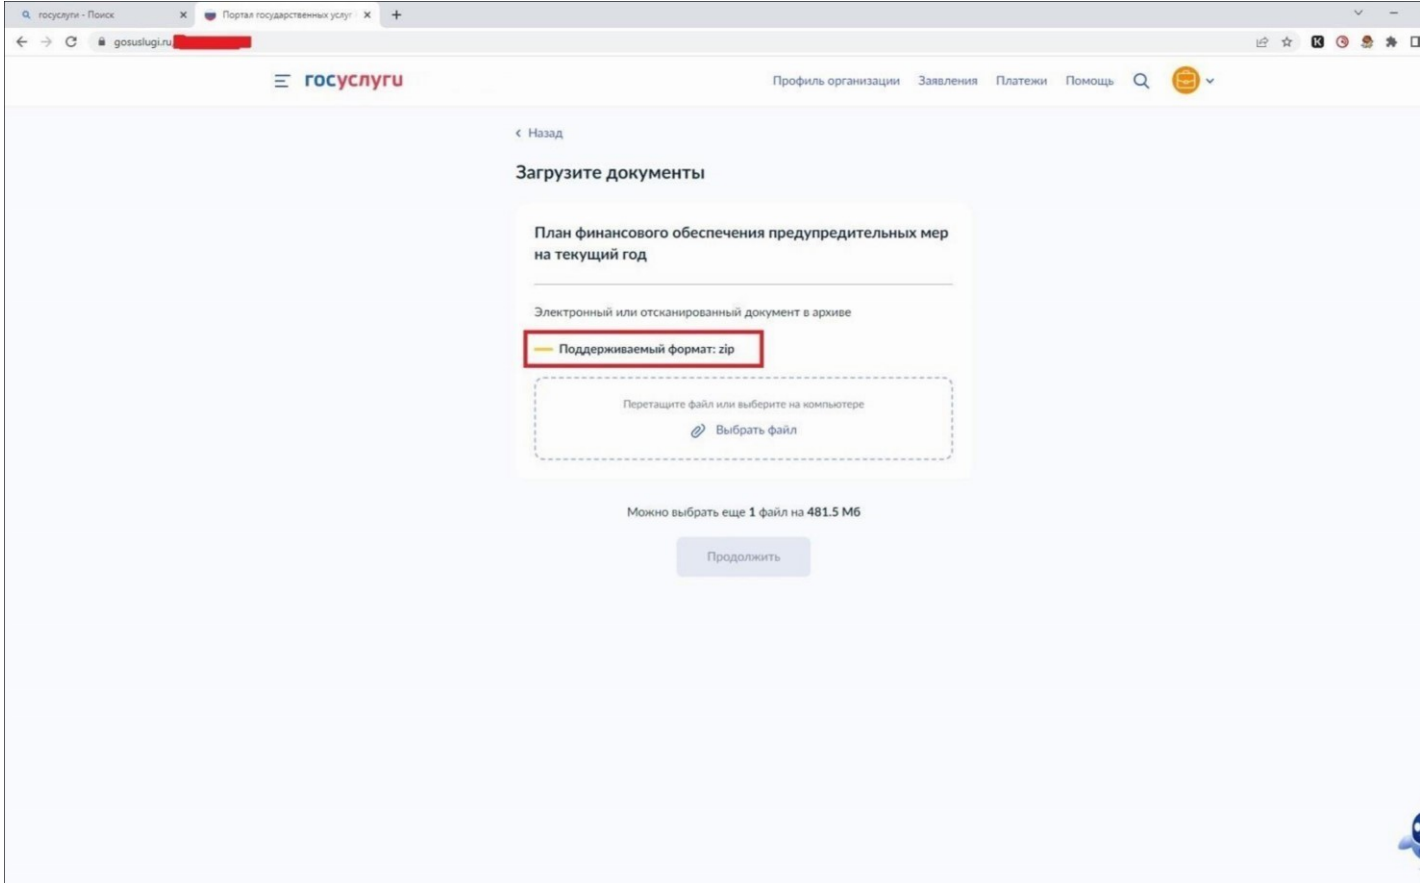 госуслуги - Поиск
Портал государственных услуг
gosuslugi.ru
госуслуги
Профиль организации Заявления Платежи Помощь
Назад
Загрузите документы
План финансового обеспечения предупредительных мер
на текущий год
Электронный или отсканированный документ в архиве
Поддерживаемый формат: zip
Перетащите файл или выберите на компьютере
Выбрать файл
Можно выбрать еще 1 файл на 481.5 Мб
Продолжить